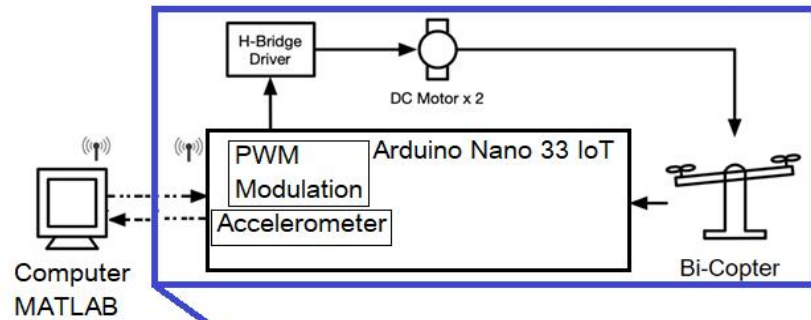 H-Bridge
Driver
DC Motor x 2
PWM
Modulation
Arduino Nano 33 IoT
Accelerometer
Computer
MATLAB
Bi-Copter